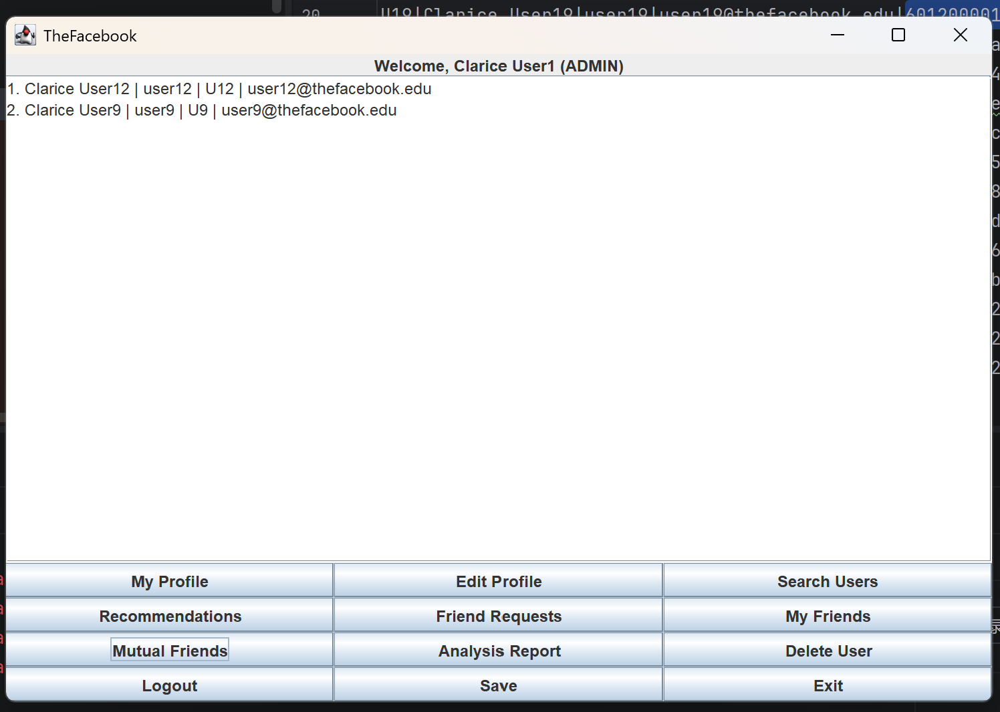 20 U19|Clarice User19|user19|user19@thefacebook.edu|601200001
TheFacebook
Welcome, Clarice User1 (ADMIN)
1. Clarice User12 | user12 | U12 | user12@thefacebook.edu
2. Clarice User9 | user9 | U9 | user9@thefacebook.edu
My Profile Edit Profile Search Users
Recommendations Friend Requests My Friends
Mutual Friends Analysis Report Delete User
Logout Save Exit